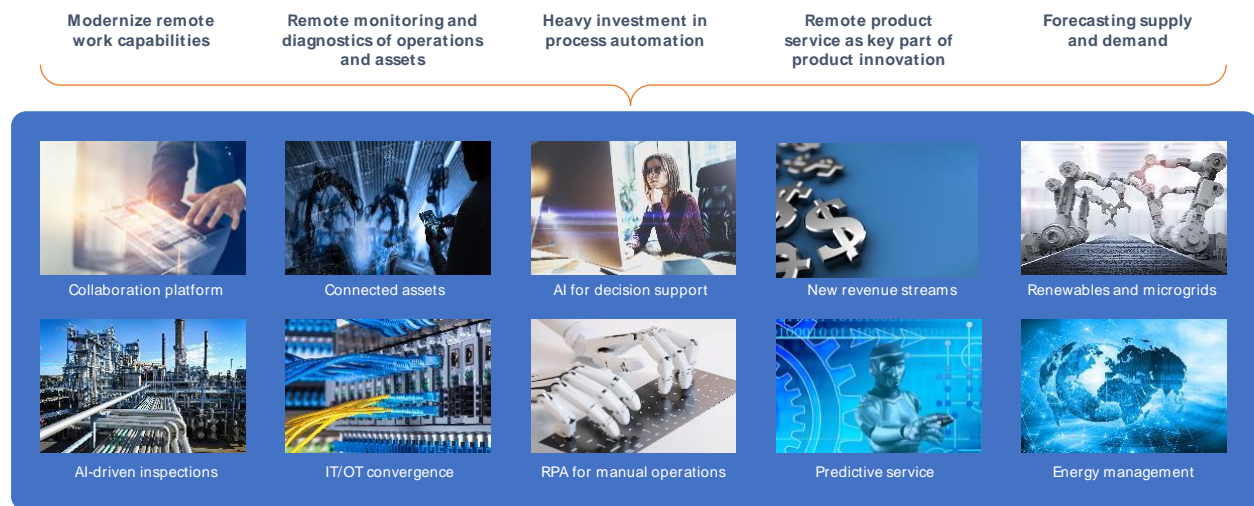 Modernize remote
work capabilities
Remote monitoring and
diagnostics of operations
and assets
Heavy investment in
process automation
Remote product
service as key part of
product innovation
Forecasting supply
and demand
Collaboration platform
Connected assets
AI for decision support
New revenue streams
Renewables and microgrids
AI-driven inspections
IT/OT convergence
RPA for manual operations
Predictive service
Energy management